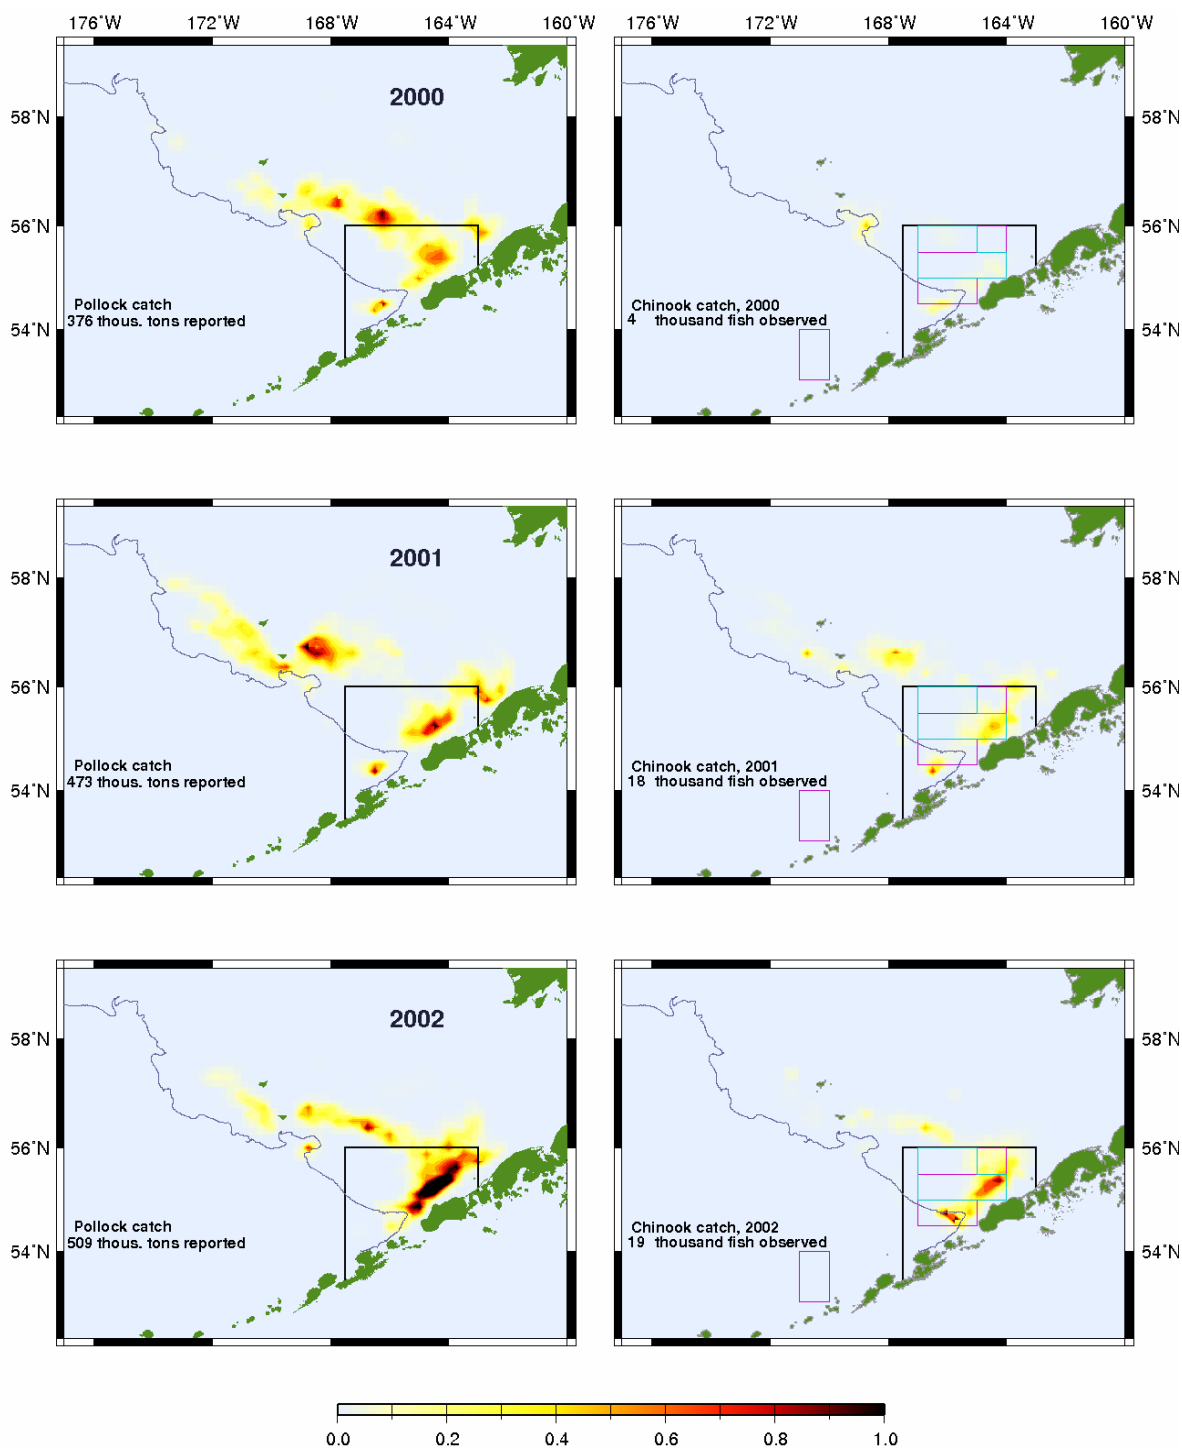 176˚W 172˚W 168˚W 164˚W 160˚W 176˚W 172˚W 168˚W 164˚W 160˚W
2000
58˚N 58˚N
56˚N 56˚N
Pollock catch Chinook catch, 2000
376 thous. tons reported 4 thousand fish observed
54˚N 54˚N
2001
58˚N 58˚N
56˚N 56˚N
Pollock catch Chinook catch, 2001
473 thous. tons reported 18 thousand fish observed
54˚N 54˚N
2002
58˚N 58˚N
56˚N 56˚N
Pollock catch Chinook catch, 2002
509 thous. tons reported 19 thousand fish observed
54˚N 54˚N
0.0 0.2 0.4 0.6 0.8 1.0